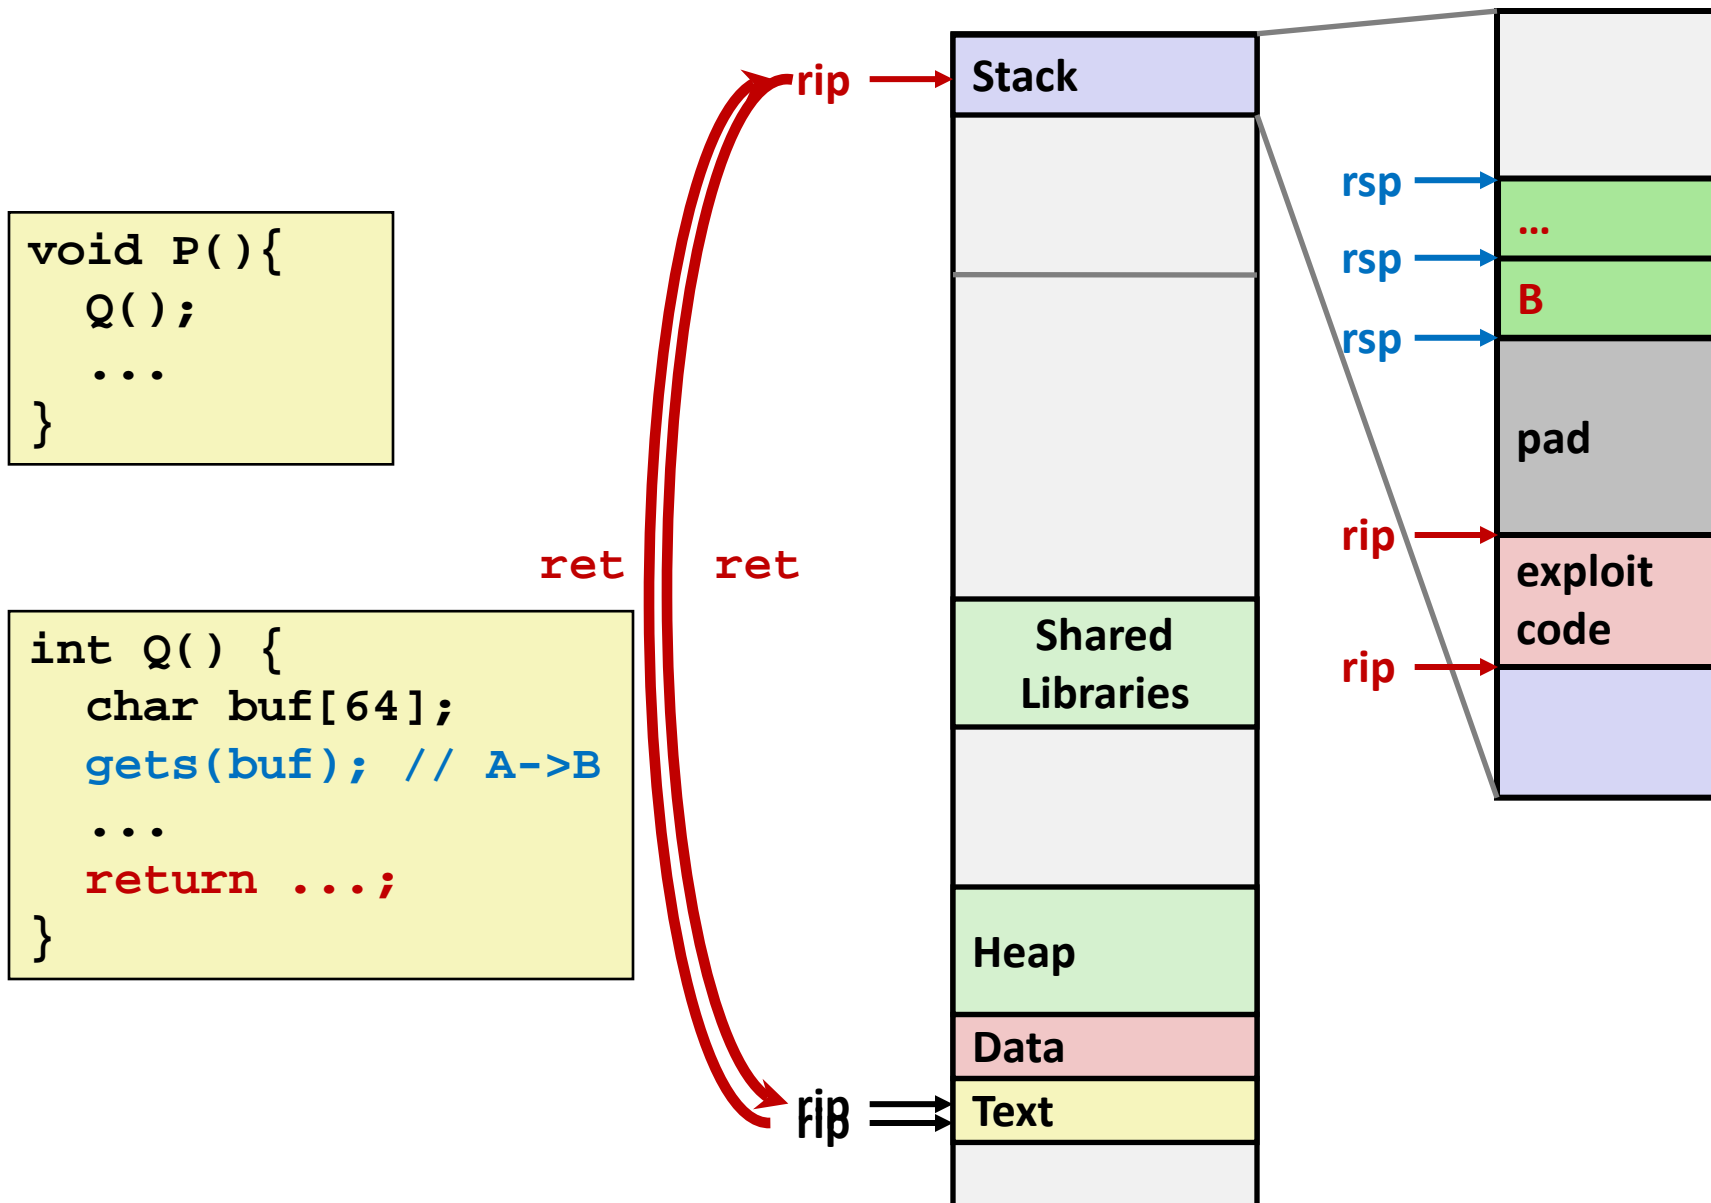 void P(){
  Q();
  ...
}
int Q() {
  char buf[64];
  gets(buf); // A->B
  ...
  return ...;
}
ret
ret
rip
rip
rip
Stack
Shared
Libraries
Heap
Data
Text
rsp
rsp
rsp
rip
rip
...
B
pad
exploit
code